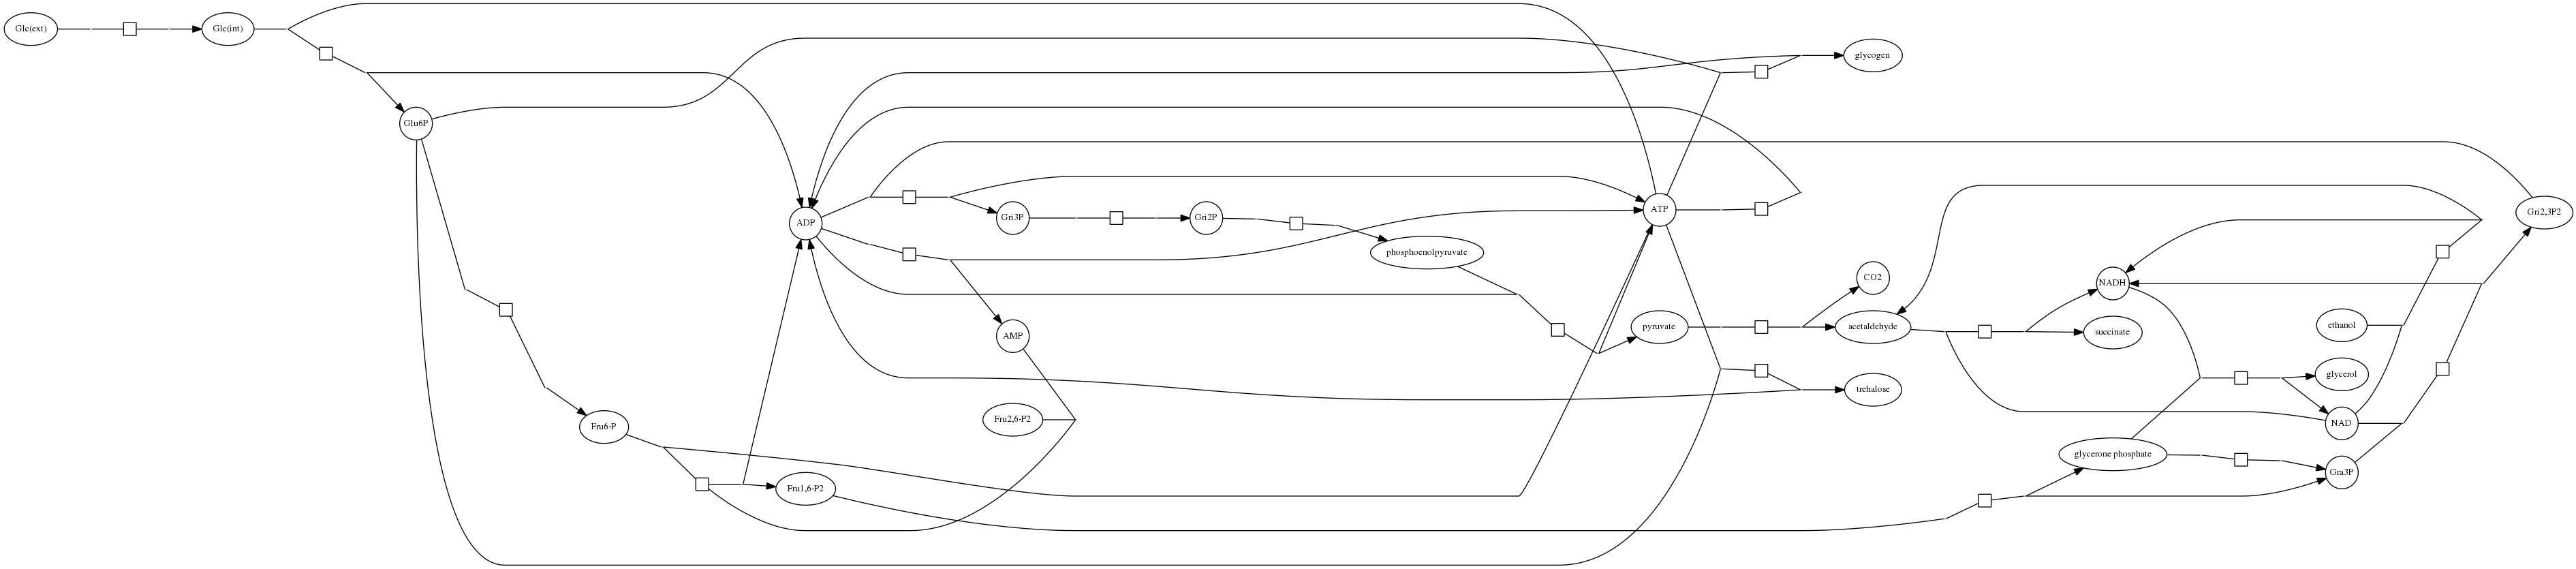 Glc(ext)
Glc(int)
glycogen
Glu6P
ADP
Gri3P
Gri2P
phosphoenolpyruvate
ATP
Gri2,3P2
CO2
NADH
AMP
pyruvate
acetaldehyde
succinate
ethanol
glycerol
trehalose
Fru2,6-P2
Fru6-P
NAD
glycerone phosphate
Gra3P
Fru1,6-P2